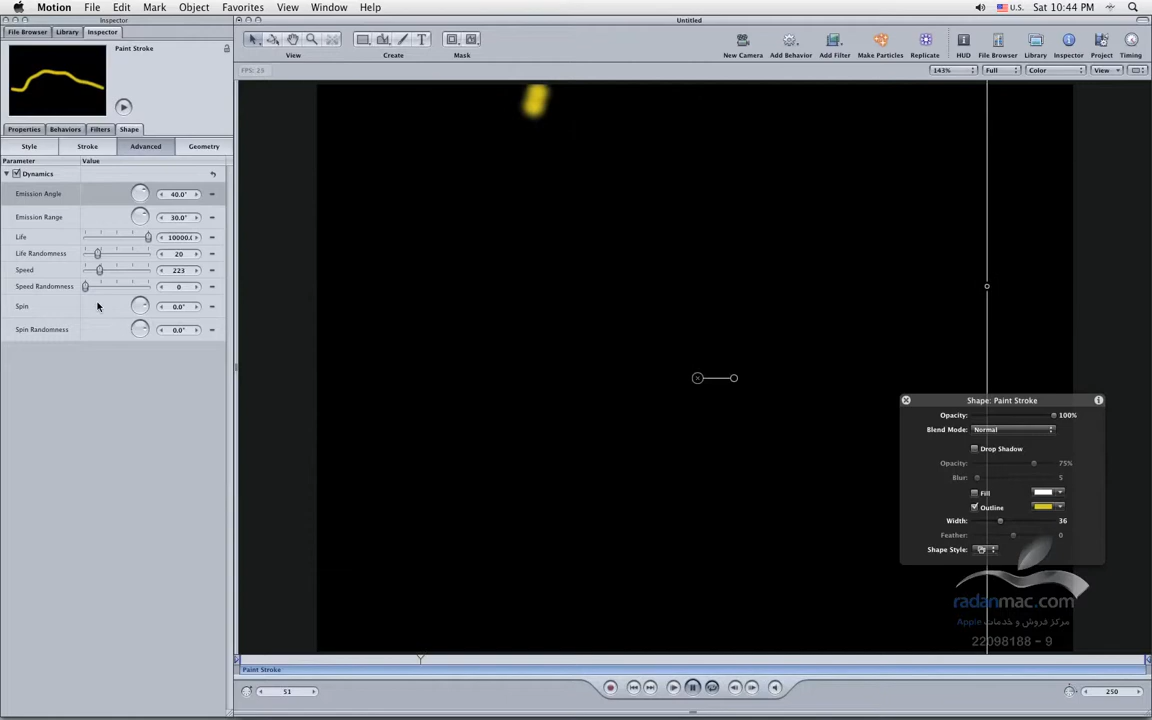 Motion File Edit Mark Object Favorites View Window Help
U.S. Sat 10:44 PM
Inspector
Untitled
File Browser Library Inspector
Paint Stroke
View Create Mask New Camera Add Behavior Add Filter Make Particles Replicate HUD File Browser Library Inspector Project Timing
FPS: 25 143% Full Color View
Properties Behaviors Filters Shape
Style Stroke Advanced Geometry
Parameter Value
Dynamics
Emission Angle 40.0°
Emission Range 30.0°
Life 10000.(
Life Randomness 20
Speed 223
Speed Randomness 0
Spin 0.0°
Spin Randomness 0.0°
Shape: Paint Stroke
Opacity: 100%
Blend Mode: Normal
Drop Shadow
Opacity: 75%
Blur: 5
Fill
Outline
Width: 36
Feather: 0
Shape Style:
radanmac.com
مرکز فروش و خدمات Apple
22098188 - 9
Paint Stroke
51 250